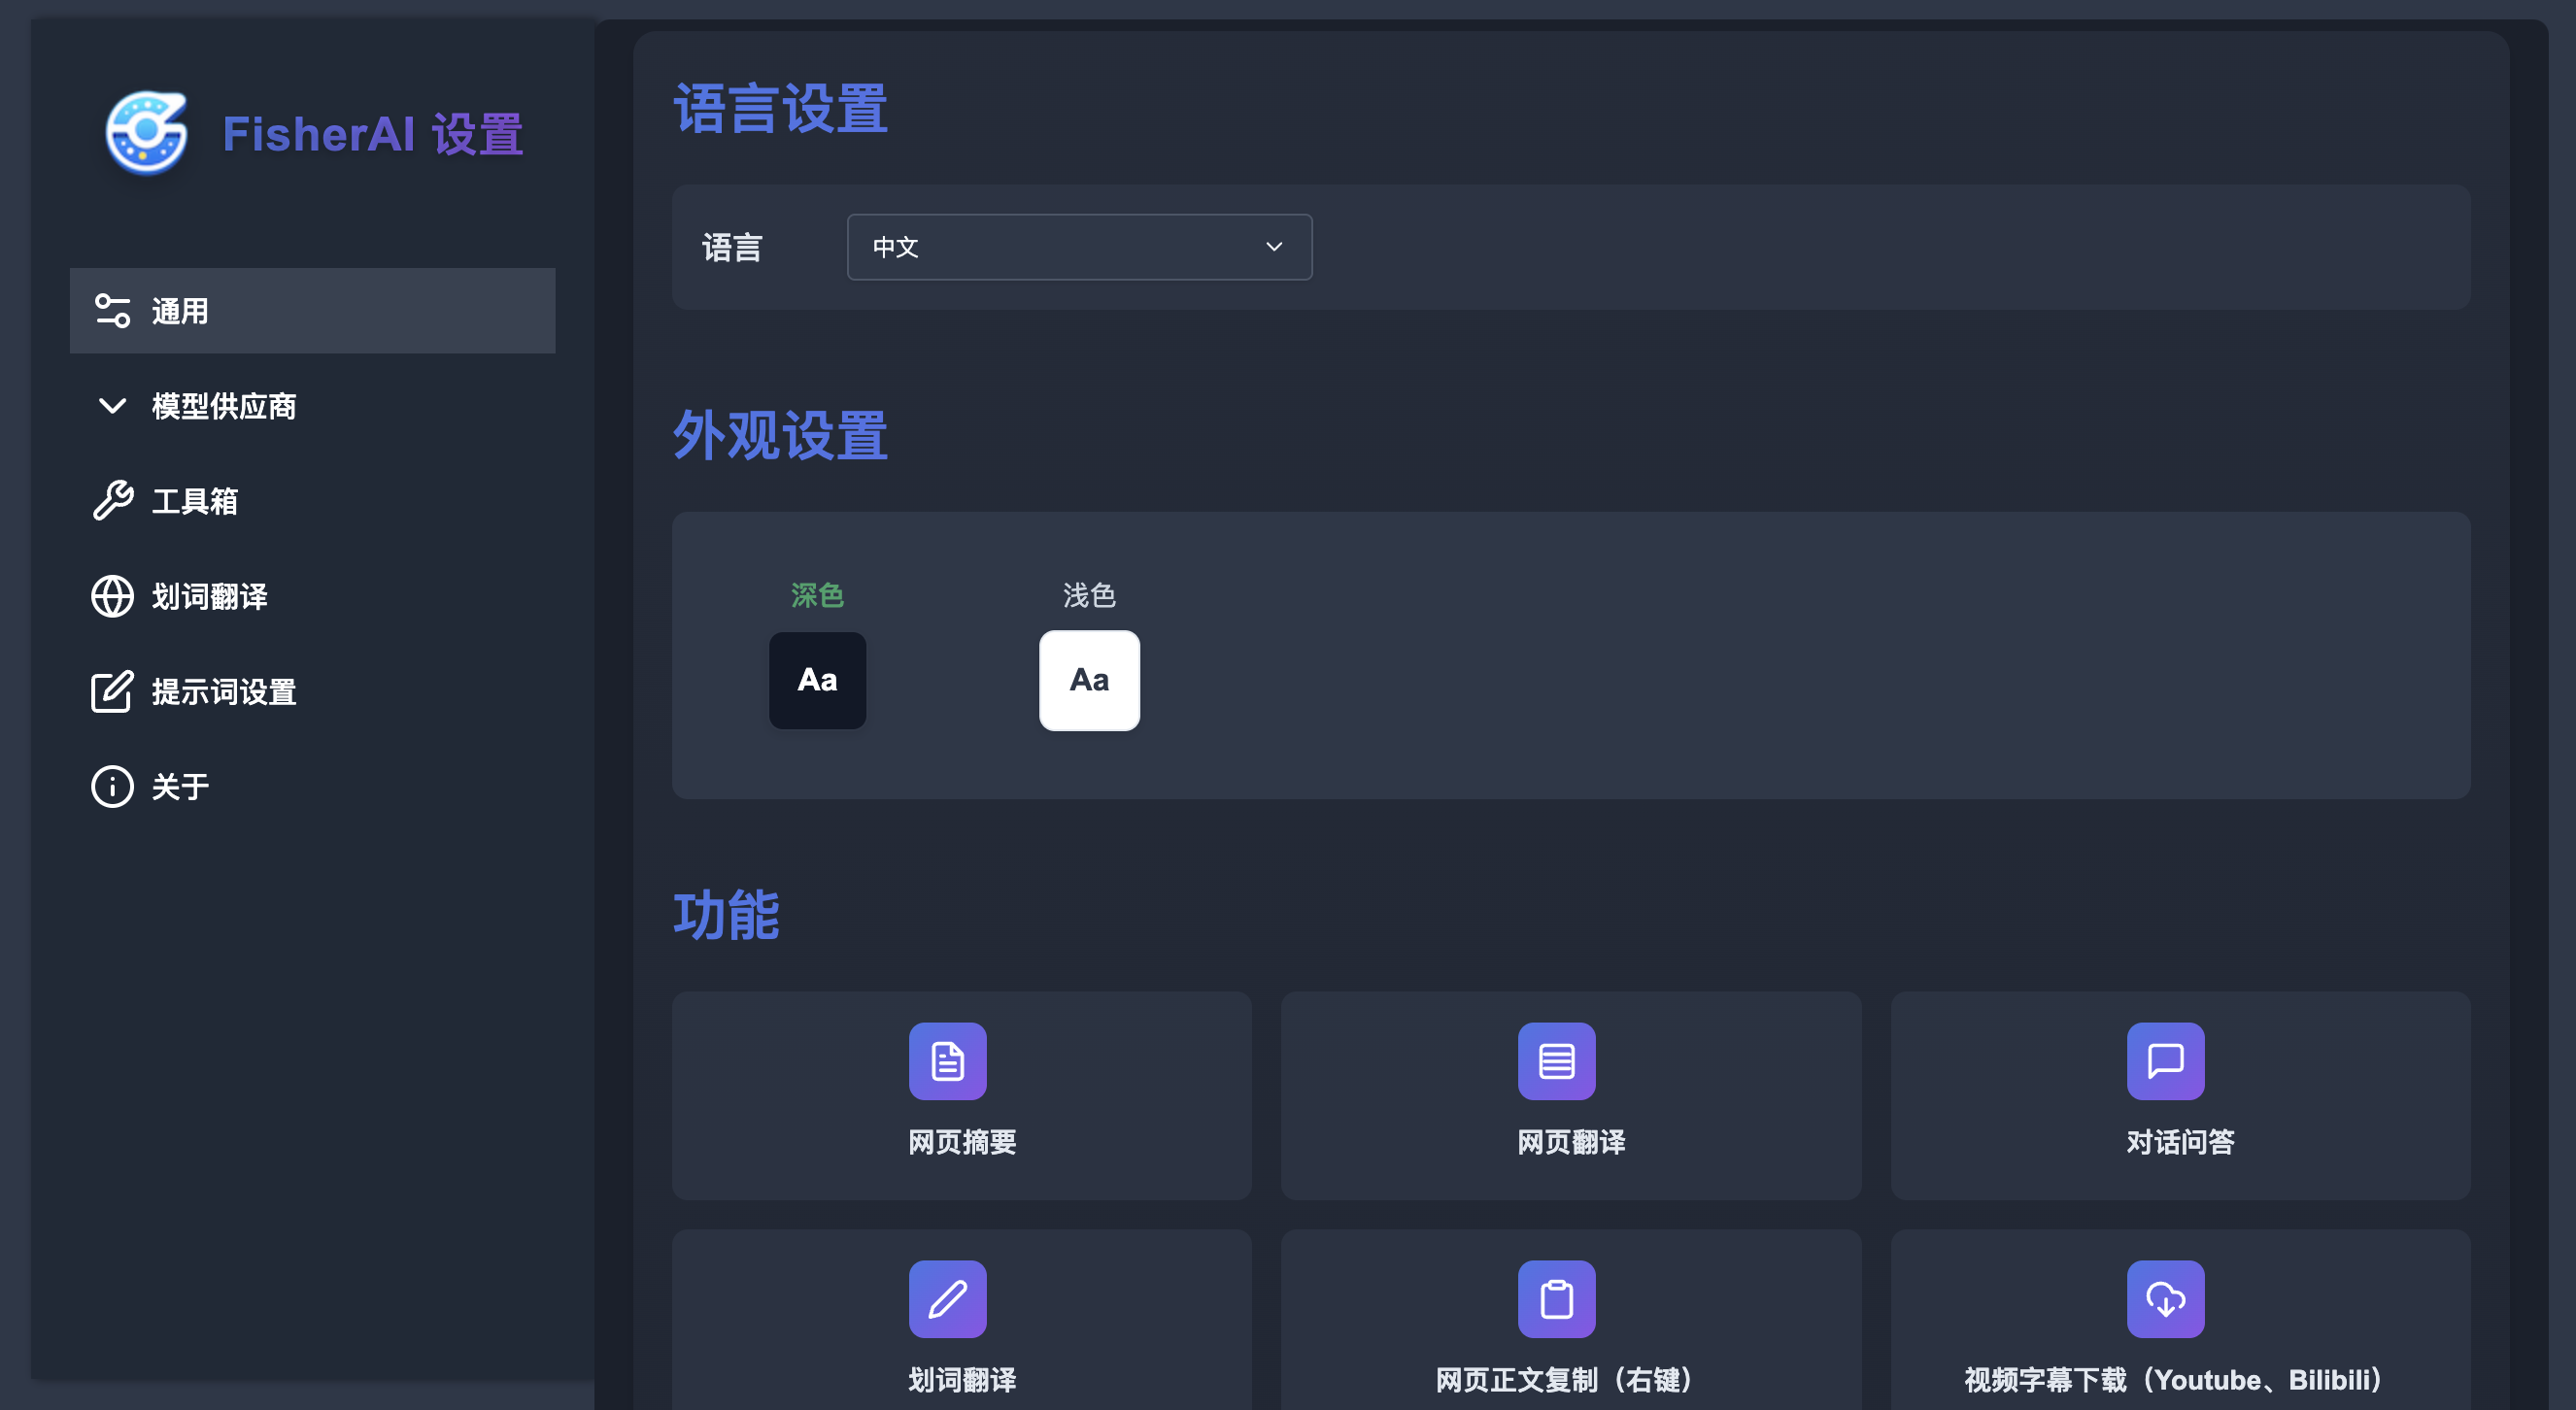 FisherAI 设置
通用
模型供应商
工具箱
划词翻译
提示词设置
关于
语言设置
语言
中文
外观设置
深色
浅色
Aa
Aa
功能
网页摘要
网页翻译
对话问答
划词翻译
网页正文复制（右键）
视频字幕下载（Youtube、Bilibili）